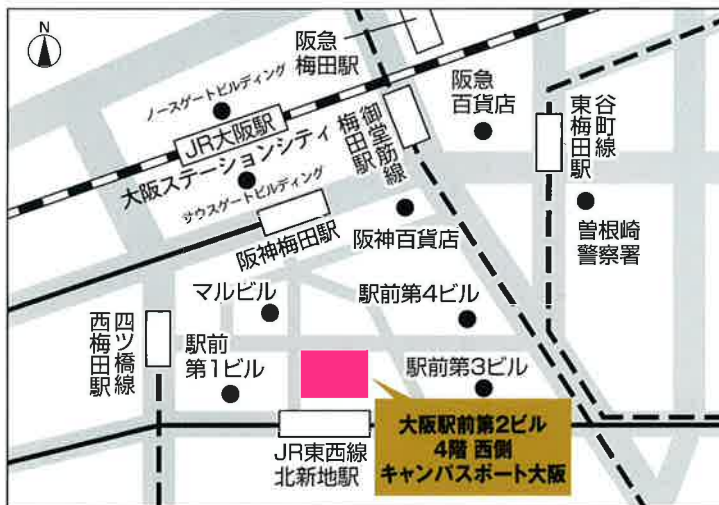 N
阪急
梅田駅
ノースゲートビルディング
JR大阪駅
大阪ステーションシティ
サウスゲートビルディング
御堂筋線
梅田駅
阪急
百貨店
谷町線
東梅田駅
阪神梅田駅
阪神百貨店
曽根崎
警察署
マルビル
駅前第4ビル
四ツ橋線
西梅田駅
駅前
第1ビル
駅前第3ビル
JR東西線
北新地駅
大阪駅前第2ビル
4階 西側
キャンパスポート大阪